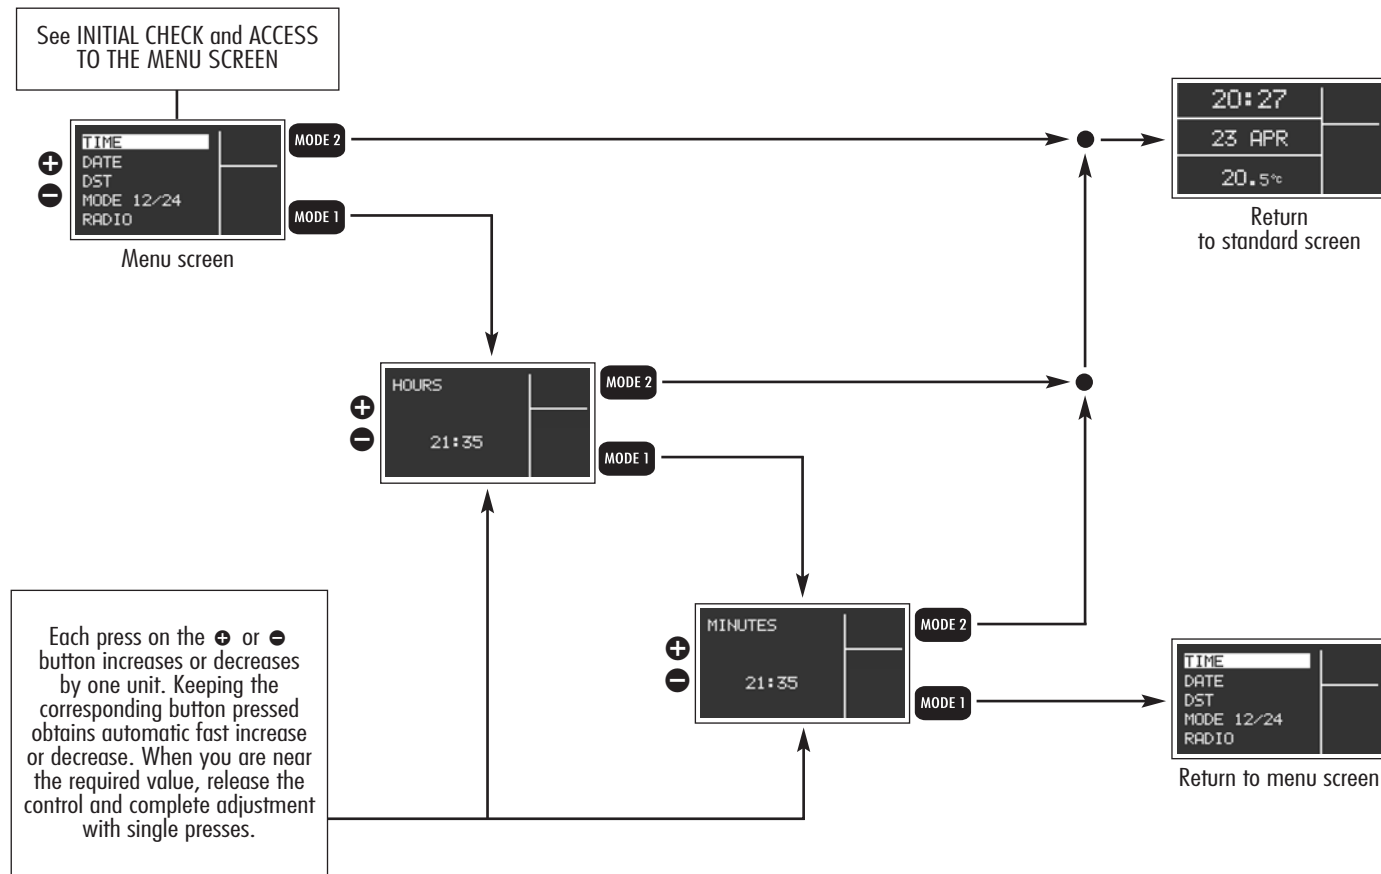 See INITIAL CHECK and ACCESS
TO THE MENU SCREEN
TIME
DATE
DST
MODE 12/24
RADIO
MODE 2
MODE 1
Menu screen
20:27
23 APR
20.5°c
Return
to standard screen
HOURS
21:35
MODE 2
MODE 1
Each press on the + or −
button increases or decreases
by one unit. Keeping the
corresponding button pressed
obtains automatic fast increase
or decrease. When you are near
the required value, release the
control and complete adjustment
with single presses.
MINUTES
21:35
MODE 2
MODE 1
TIME
DATE
DST
MODE 12/24
RADIO
Return to menu screen